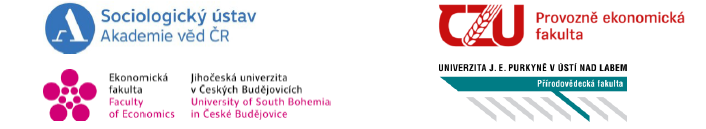 Sociologický ústav
Akademie věd ČR
ČZU
Provozně ekonomická
fakulta
Ekonomická
fakulta
Faculty
of Economics
Jihočeská univerzita
v Českých Budějovicích
University of South Bohemia
in České Budějovice
UNIVERZITA J. E. PURKYNĚ V ÚSTÍ NAD LABEM
Přírodovědecká fakulta